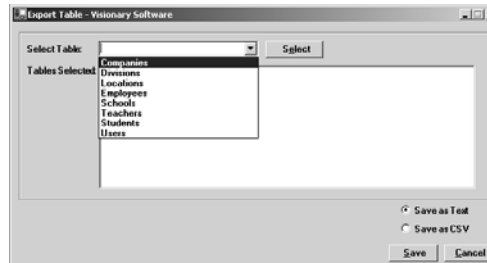 Export Table - Visionary Software
Select Table: Select
Companies
Tables Selected Divisions
Locations
Employees
Schools
Teachers
Students
Users
Save as Text
Save as CSV
Save Cancel